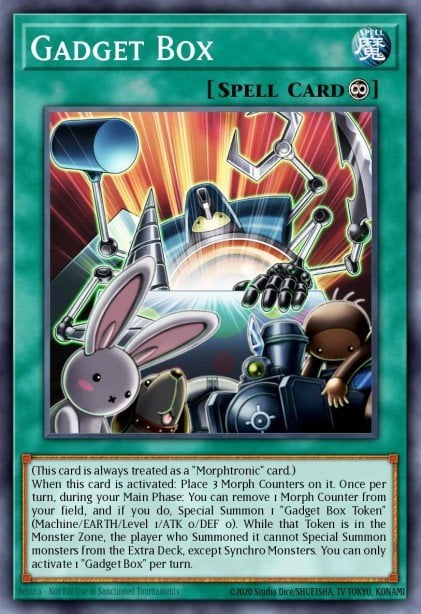 GADGET BOX
SPELL
魔
[SPELL CARD]
(This card is always treated as a "Morphtronic" card.)
When this card is activated: Place 3 Morph Counters on it. Once per
turn, during your Main Phase: You can remove 1 Morph Counter from
your field, and if you do, Special Summon 1 "Gadget Box Token"
(Machine/EARTH/Level 1/ATK 0/DEF 0). While that Token is in the
Monster Zone, the player who Summoned it cannot Special Summon
monsters from the Extra Deck, except Synchro Monsters. You can only
activate 1 "Gadget Box" per turn.
Replica - Not For Use in Sanctioned Tournaments
©2020 Studio Dice/SHUEISHA, TV TOKYO, KONAMI